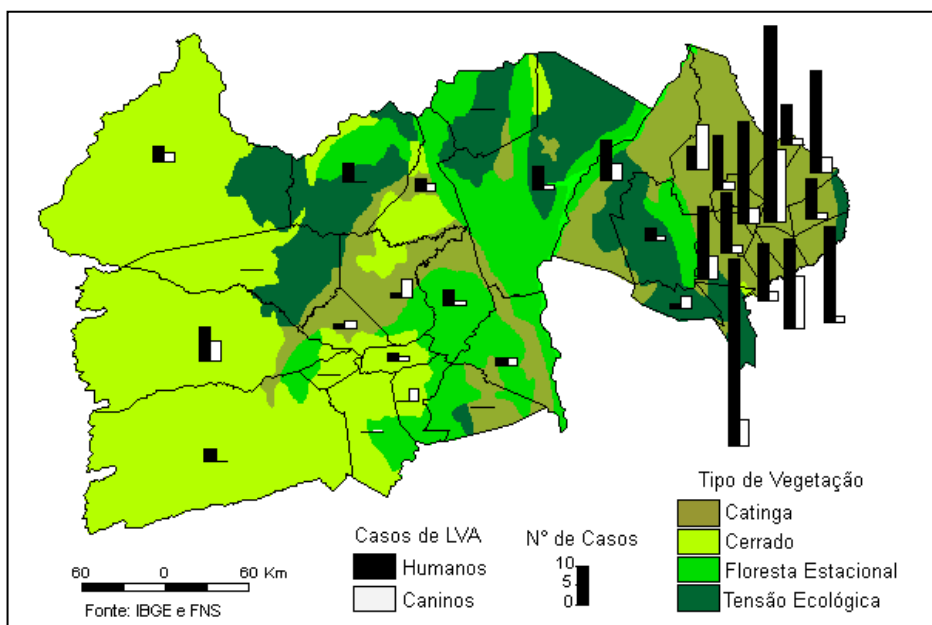 Tipo de Vegetação
Catinga
Cerrado
Floresta Estacional
Tensão Ecológica
Casos de LVA
Humanos
Caninos
N° de Casos
10
5
0
60 0 60 Km
Fonte: IBGE e FNS